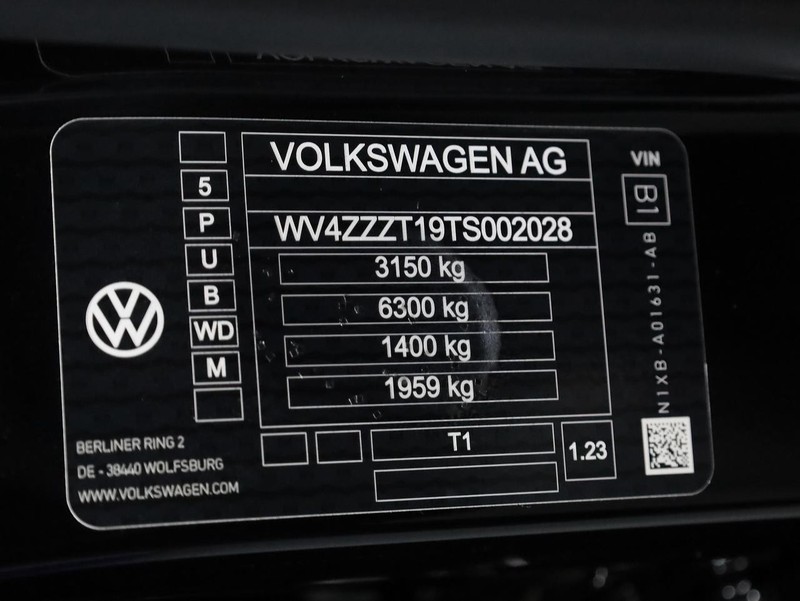 VOLKSWAGEN AG
5
P
U
B
WD
M
WV4ZZZT19TS002028
3150 kg
6300 kg
1400 kg
1959 kg
T1
1.23
VIN
B1
N1XB-A01631-AB
BERLINER RING 2
DE - 38440 WOLFSBURG
WWW.VOLKSWAGEN.COM